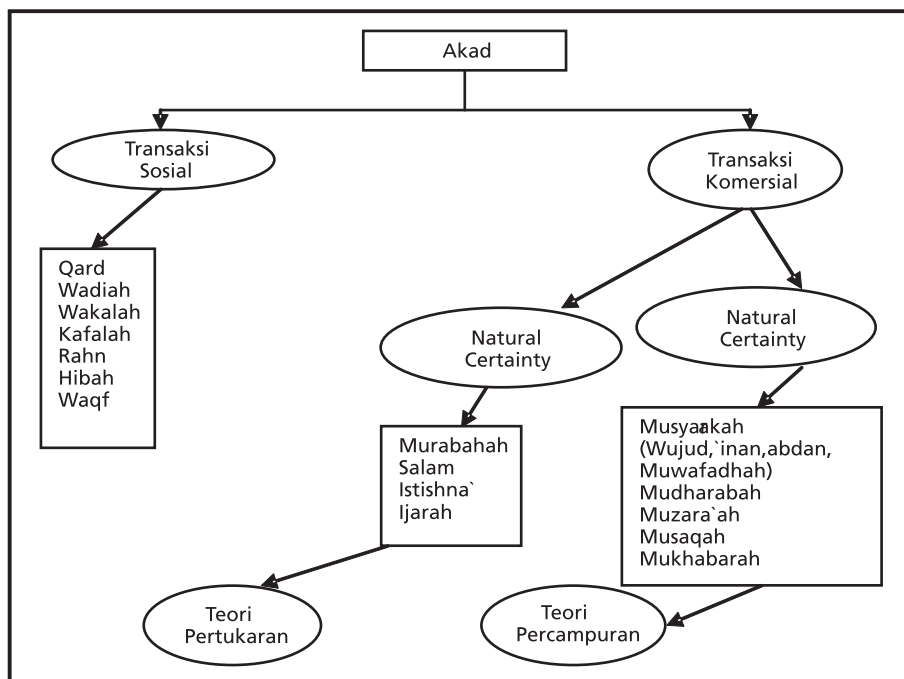 Akad
Transaksi
Sosial
Transaksi
Komersial
Qard
Wadiah
Wakalah
Kafalah
Rahn
Hibah
Waqf
Natural
Certainty
Natural
Certainty
Murabahah
Salam
Istishna`
Ijarah
Musyarakah
(Wujud,`inan,abdan,
Muwafadhah)
Mudharabah
Muzara`ah
Musaqah
Mukhabarah
Teori
Pertukaran
Teori
Percampuran